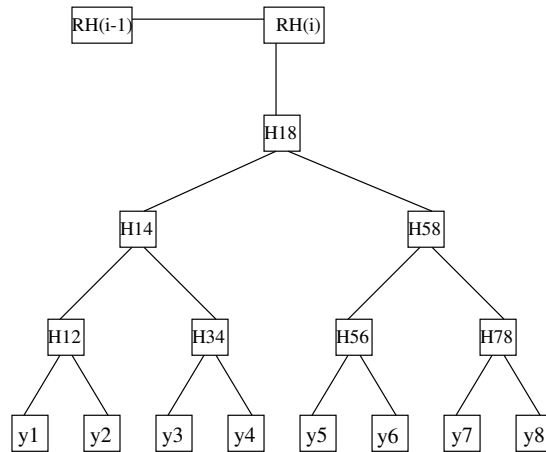 RH(i-1) RH(i)
H18
H14 H58
H12 H34 H56 H78
y1 y2 y3 y4 y5 y6 y7 y8